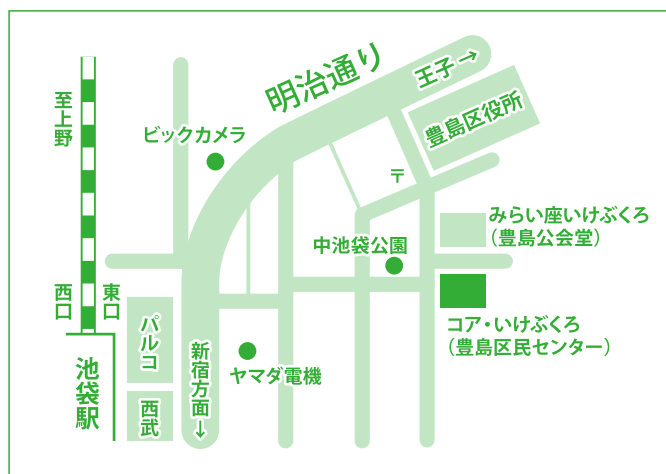 明治通り
王子→
至上野
ビックカメラ
豊島区役所
〒
みらい座いけぶくろ
（豊島公会堂）
中池袋公園
西口
東口
パルコ
コア・いけぶくろ
（豊島区民センター）
新宿方面→
ヤマダ電機
池袋駅
西武